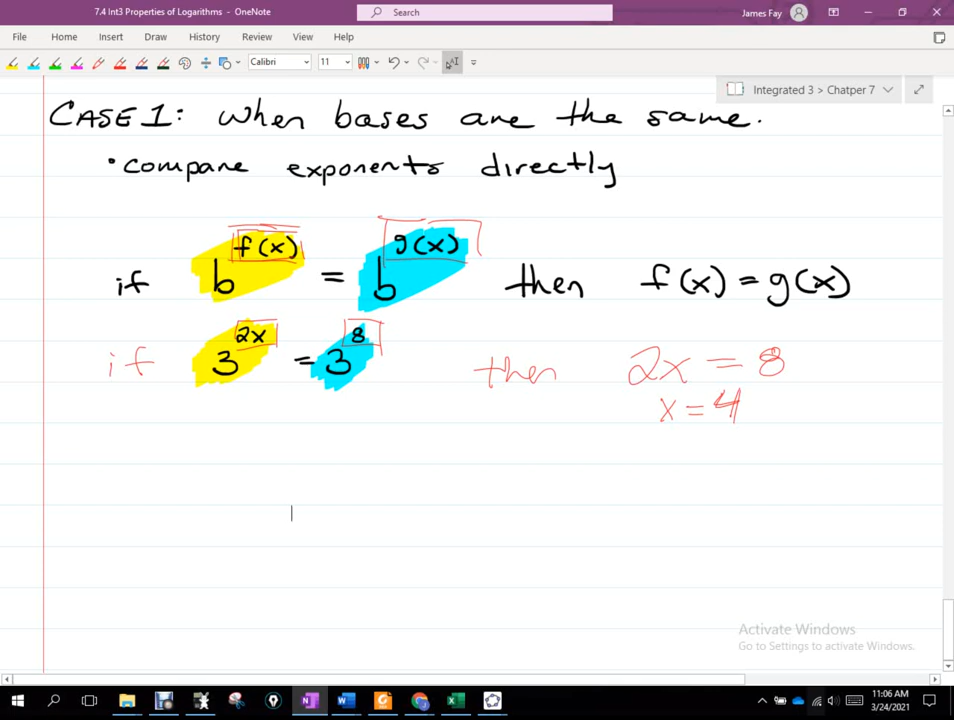 7.4 Int3 Properties of Logarithms - OneNote
Search
James Fay
File Home Insert Draw History Review View Help
Calibri 11
Integrated 3 > Chatper 7
CASE 1: When bases are the same.
• compare exponents directly
if b^f(x) = b^g(x) then f(x) = g(x)
if 3^2x = 3^8 then 2x = 8
x = 4
Activate Windows
Go to Settings to activate Windows.
11:06 AM
3/24/2021